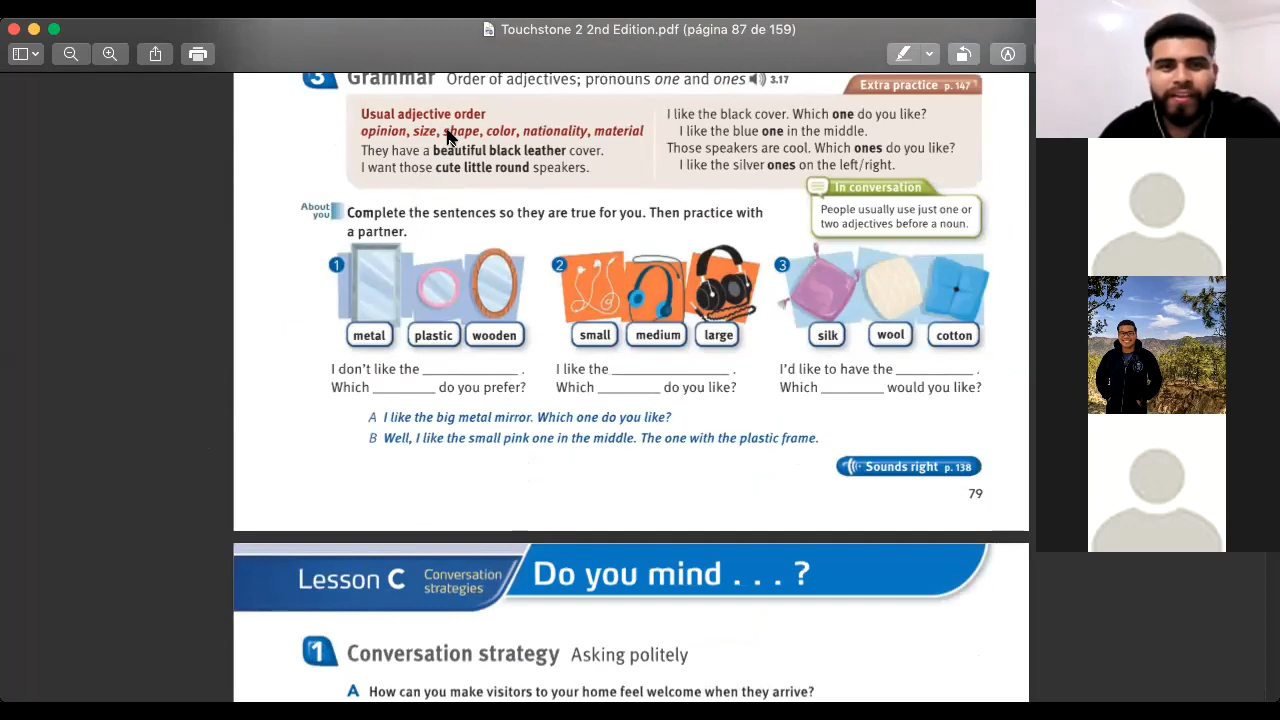 Touchstone 2 2nd Edition.pdf (página 87 de 159)
3 Grammar Order of adjectives; pronouns one and ones 3.17
Extra practice p. 147
Usual adjective order
opinion, size, shape, color, nationality, material
They have a beautiful black leather cover.
I want those cute little round speakers.
I like the black cover. Which one do you like?
I like the blue one in the middle.
Those speakers are cool. Which ones do you like?
I like the silver ones on the left/right.
In conversation
People usually use just one or
two adjectives before a noun.
About
you
Complete the sentences so they are true for you. Then practice with
a partner.
1
metal plastic wooden
I don't like the ____________ .
Which ________ do you prefer?
2
small medium large
I like the _______________ .
Which ________ do you like?
3
silk wool cotton
I'd like to have the __________ .
Which ________ would you like?
A I like the big metal mirror. Which one do you like?
B Well, I like the small pink one in the middle. The one with the plastic frame.
Sounds right p. 138
79
Lesson C Conversation
strategies
Do you mind . . . ?
1 Conversation strategy Asking politely
A How can you make visitors to your home feel welcome when they arrive?